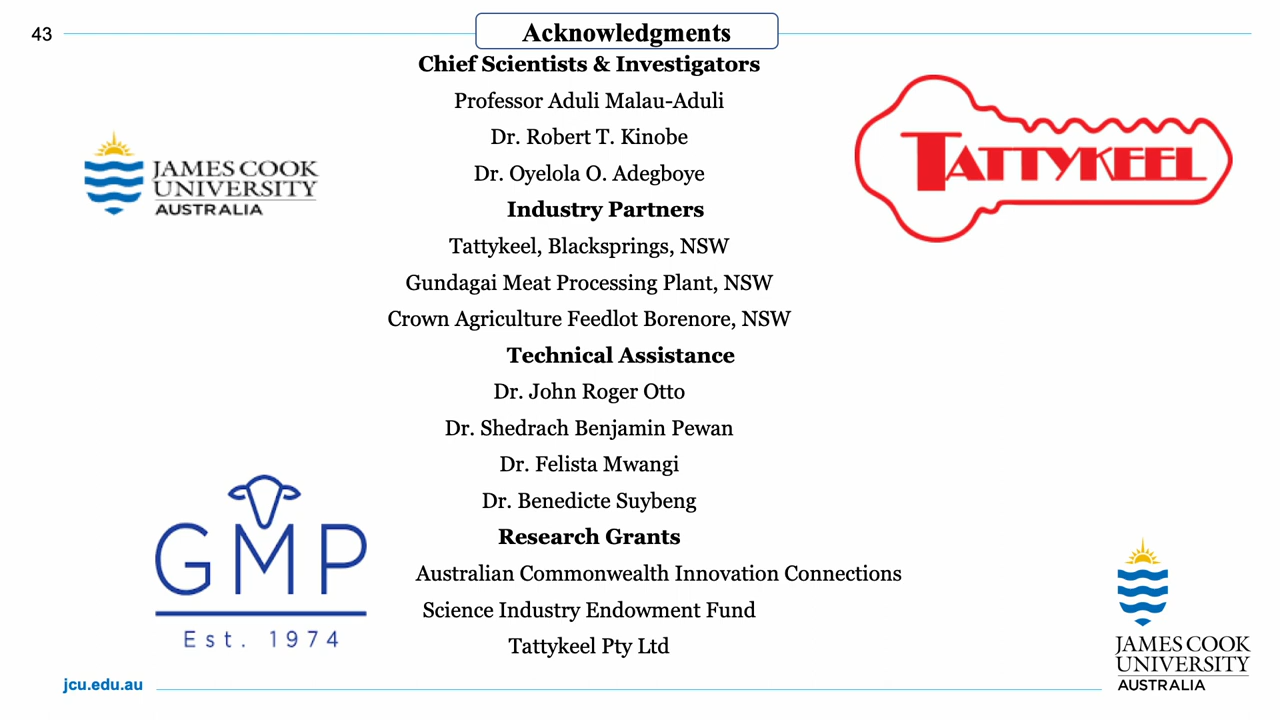 43
Acknowledgments
Chief Scientists & Investigators
Professor Aduli Malau-Aduli
Dr. Robert T. Kinobe
Dr. Oyelola O. Adegboye
Industry Partners
Tattykeel, Blacksprings, NSW
Gundagai Meat Processing Plant, NSW
Crown Agriculture Feedlot Borenore, NSW
Technical Assistance
Dr. John Roger Otto
Dr. Shedrach Benjamin Pewan
Dr. Felista Mwangi
Dr. Benedicte Suybeng
Research Grants
Australian Commonwealth Innovation Connections
Science Industry Endowment Fund
Tattykeel Pty Ltd
JAMES COOK
UNIVERSITY
AUSTRALIA
TATTYKEEL
GMP
Est. 1974
JAMES COOK
UNIVERSITY
AUSTRALIA
jcu.edu.au